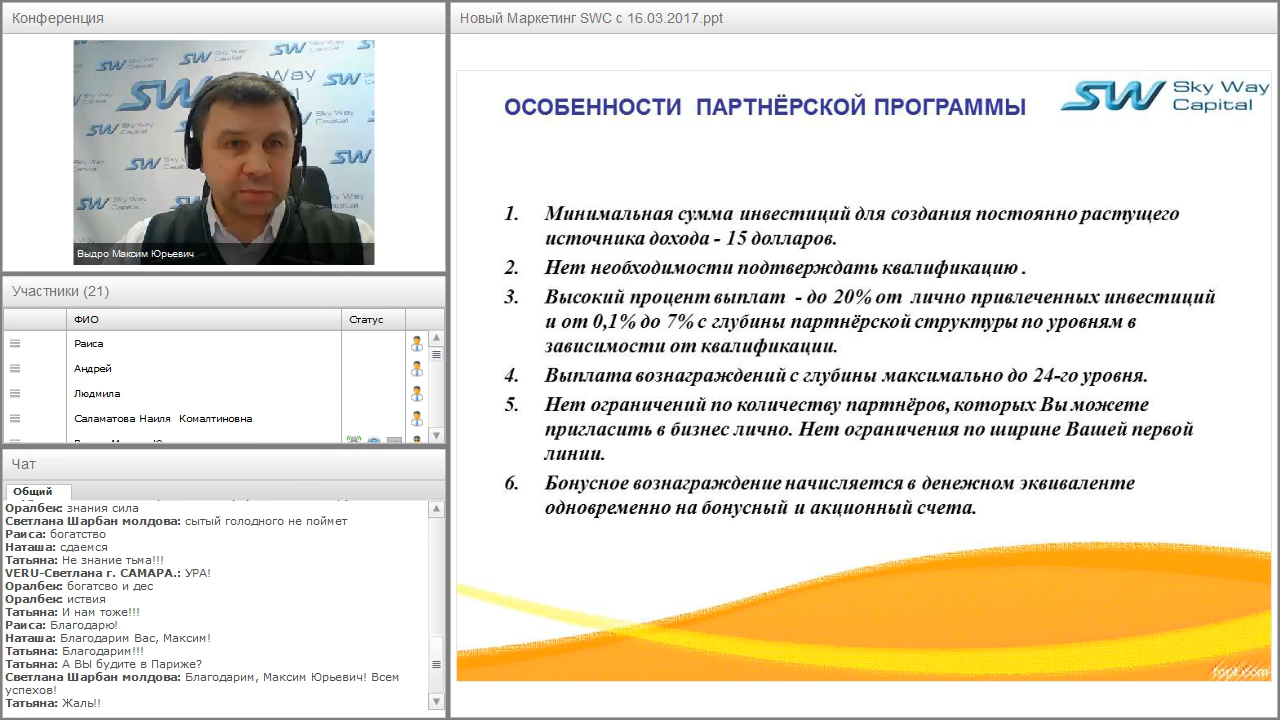 Конференция
SW Sky Way Capital
Выдро Максим Юрьевич
Участники (21)
ФИО
Статус
Раиса
Андрей
Людмила
Саламатова Наиля Комалтиновна
Чат
Общий
Оралбек: знания сила
Светлана Шарбан молдова: сытый голодного не поймет
Раиса: богатство
Наташа: сдаемся
Татьяна: Не знание тьма!!!
VERU-Светлана г. САМАРА.: УРА!
Оралбек: богатсво и дес
Оралбек: иствия
Татьяна: И нам тоже!!!
Раиса: Благодарю!
Наташа: Благодарим Вас, Максим!
Татьяна: Благодарим!!!
Татьяна: А ВЫ будите в Париже?
Светлана Шарбан молдова: Благодарим, Максим Юрьевич! Всем
успехов!
Татьяна: Жаль!!
Новый Маркетинг SWC с 16.03.2017.ppt
ОСОБЕННОСТИ ПАРТНЁРСКОЙ ПРОГРАММЫ
SW Sky Way
Capital
1. Минимальная сумма инвестиций для создания постоянно растущего
источника дохода - 15 долларов.
2. Нет необходимости подтверждать квалификацию .
3. Высокий процент выплат - до 20% от лично привлеченных инвестиций
и от 0,1% до 7% с глубины партнёрской структуры по уровням в
зависимости от квалификации.
4. Выплата вознаграждений с глубины максимально до 24-го уровня.
5. Нет ограничений по количеству партнёров, которых Вы можете
пригласить в бизнес лично. Нет ограничения по ширине Вашей первой
линии.
6. Бонусное вознаграждение начисляется в денежном эквиваленте
одновременно на бонусный и акционный счета.
fppt.com